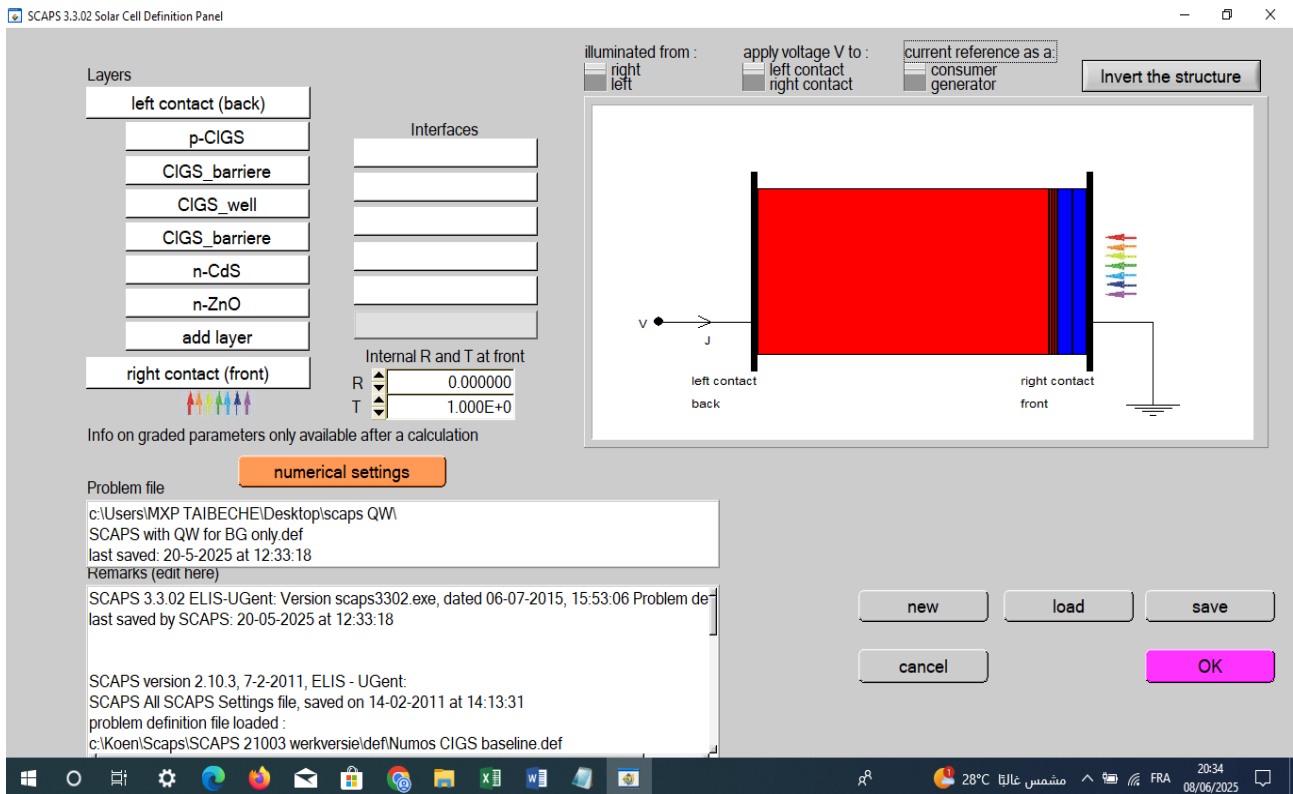 SCAPS 3.3.02 Solar Cell Definition Panel
illuminated from :
right
left
apply voltage V to :
left contact
right contact
current reference as a:
consumer
generator
Invert the structure
Layers
left contact (back)
p-CIGS
CIGS_barriere
CIGS_well
CIGS_barriere
n-CdS
n-ZnO
add layer
right contact (front)
Interfaces
Internal R and T at front
R 0.000000
T 1.000E+0
V
J
left contact
back
right contact
front
Info on graded parameters only available after a calculation
numerical settings
Problem file
c:\Users\MXP TAIBECHE\Desktop\scaps QW\
SCAPS with QW for BG only.def
last saved: 20-5-2025 at 12:33:18
Remarks (edit here)
SCAPS 3.3.02 ELIS-UGent: Version scaps3302.exe, dated 06-07-2015, 15:53:06 Problem de
last saved by SCAPS: 20-05-2025 at 12:33:18
SCAPS version 2.10.3, 7-2-2011, ELIS - UGent:
SCAPS All SCAPS Settings file, saved on 14-02-2011 at 14:13:31
problem definition file loaded :
c:\Koen\Scaps\SCAPS 21003 werkversie\def\Numos CIGS baseline.def
new
load
save
cancel
OK
28°C مشمس غالبًا
FRA
20:34
08/06/2025